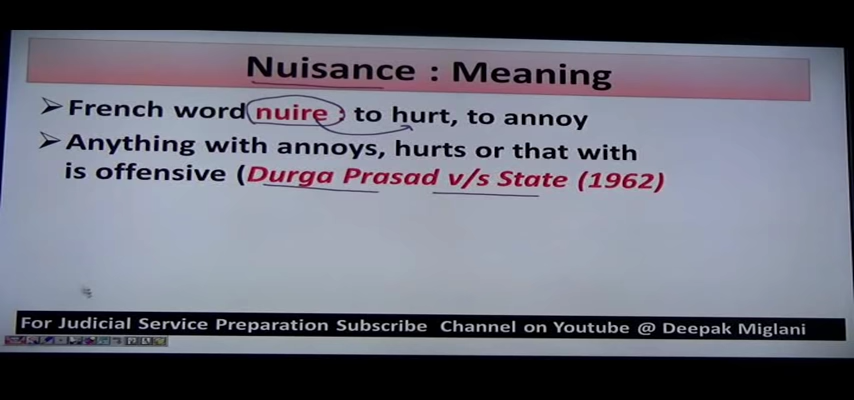 Nuisance : Meaning
➢French word nuire : to hurt, to annoy
➢Anything with annoys, hurts or that with
is offensive (Durga Prasad v/s State (1962)
For Judicial Service Preparation Subscribe Channel on Youtube @ Deepak Miglani